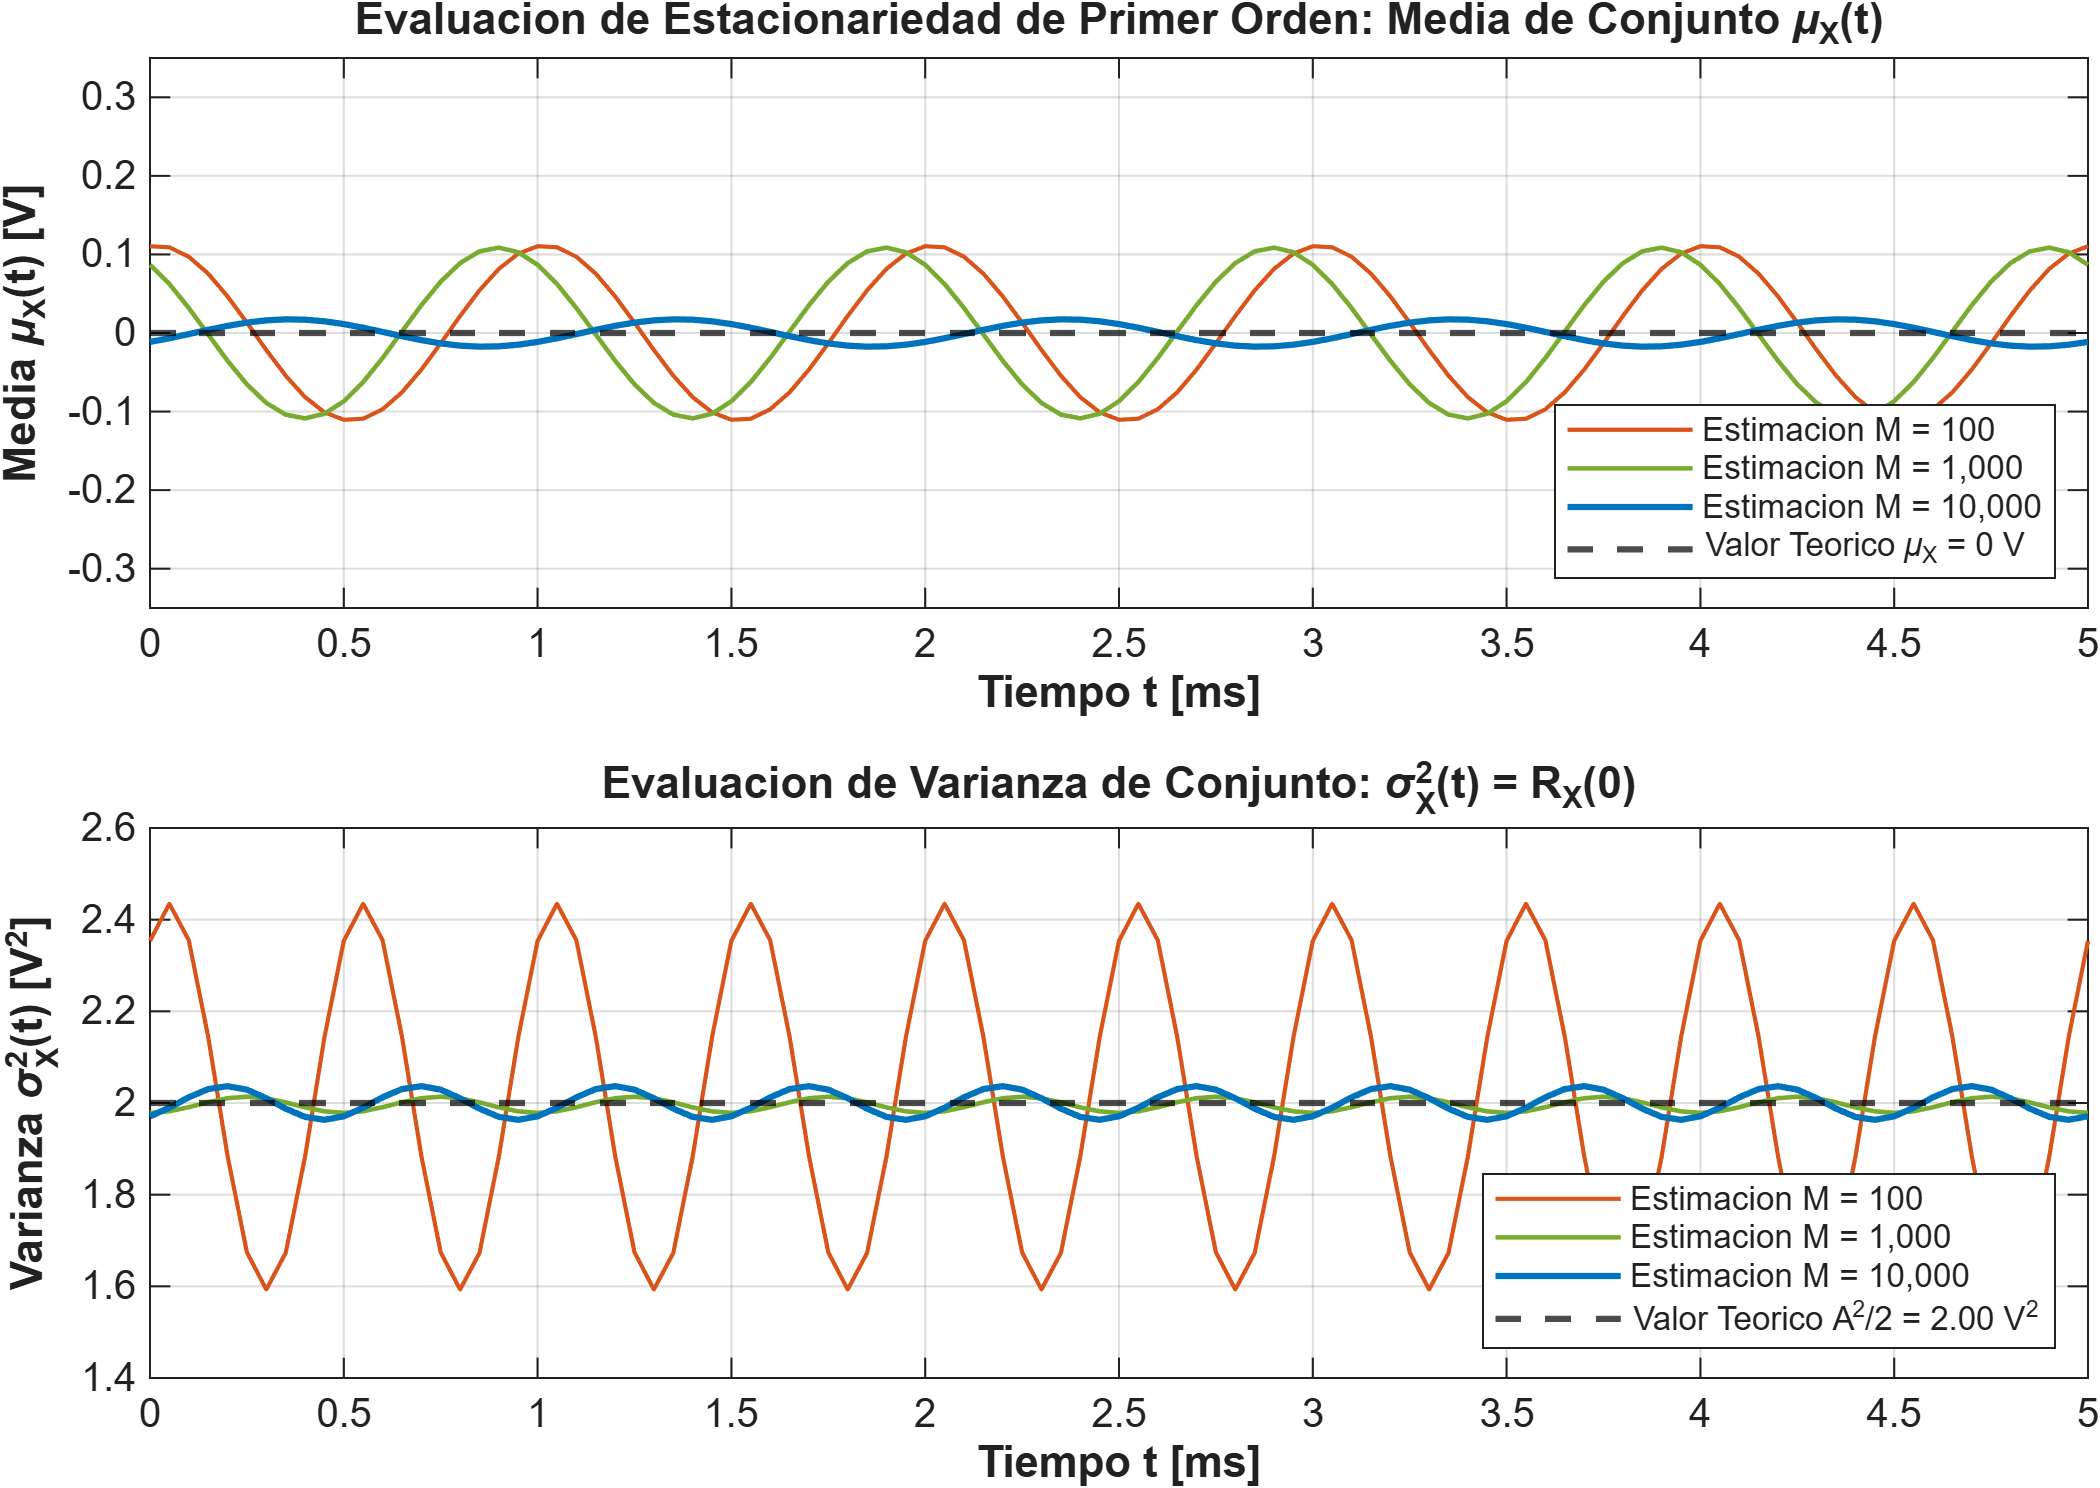 Evaluacion de Estacionariedad de Primer Orden: Media de Conjunto μX(t)
Media μX(t) [V]
0.3
0.2
0.1
0
-0.1
-0.2
-0.3
Estimacion M = 100
Estimacion M = 1,000
Estimacion M = 10,000
Valor Teorico μX = 0 V
0 0.5 1 1.5 2 2.5 3 3.5 4 4.5 5
Tiempo t [ms]
Evaluacion de Varianza de Conjunto: σ²X(t) = RX(0)
Varianza σ²X(t) [V²]
2.6
2.4
2.2
2
1.8
1.6
1.4
Estimacion M = 100
Estimacion M = 1,000
Estimacion M = 10,000
Valor Teorico A²/2 = 2.00 V²
0 0.5 1 1.5 2 2.5 3 3.5 4 4.5 5
Tiempo t [ms]